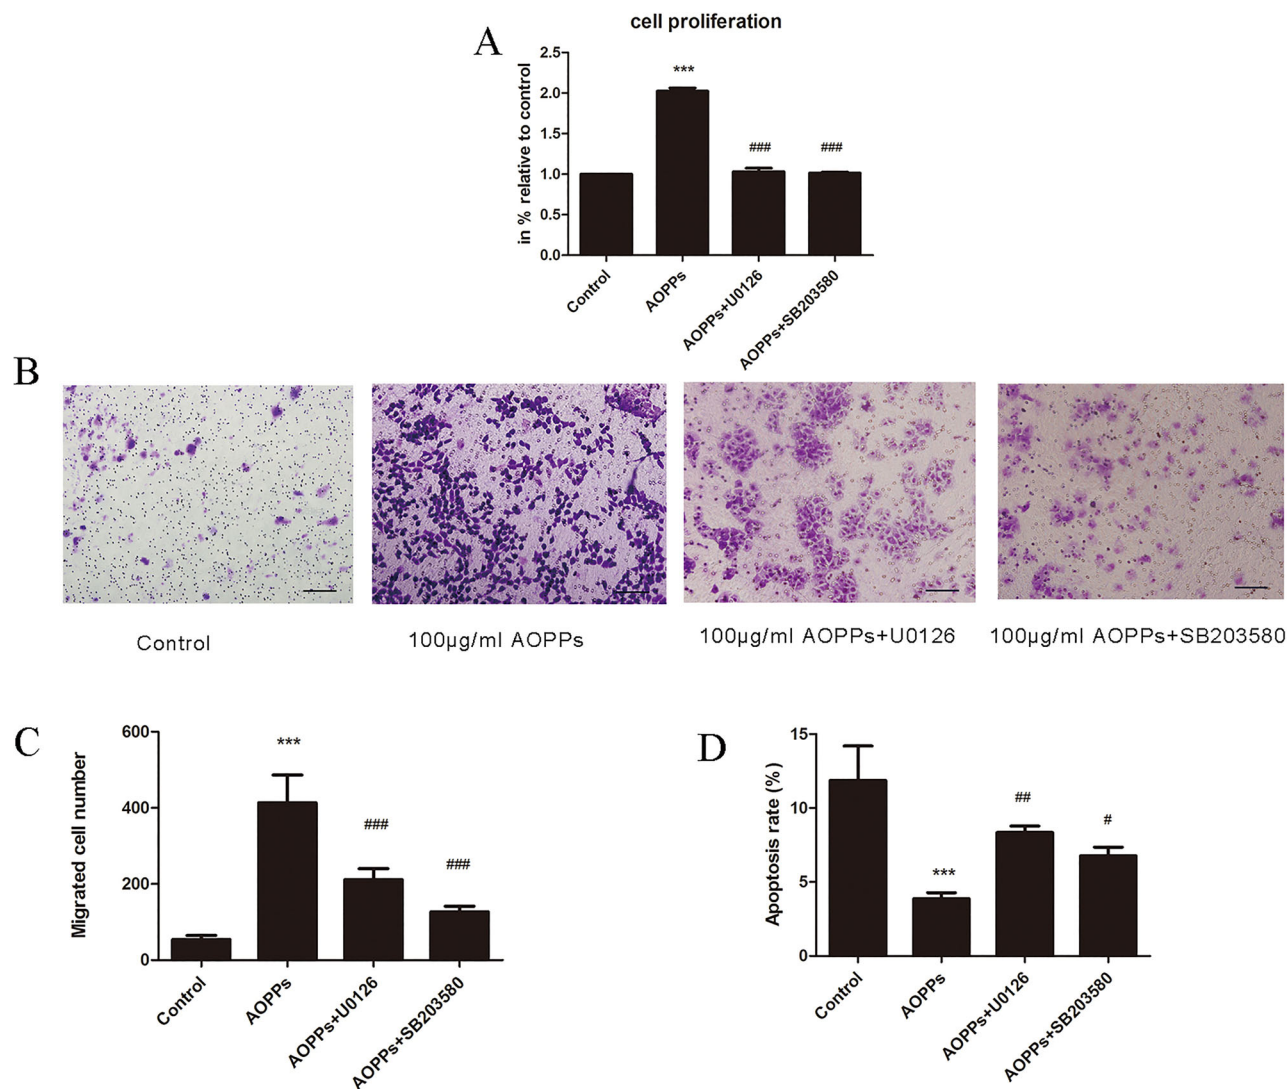 cell proliferation
A
in % relative to control
2.5
2.0
1.5
1.0
0.5
0.0
***
###
###
Control
AOPPs
AOPPs+U0126
AOPPs+SB203580
B
Control
100µg/ml AOPPs
100µg/ml AOPPs+U0126
100µg/ml AOPPs+SB203580
C
Migrated cell number
600
400
200
0
***
###
###
Control
AOPPs
AOPPs+U0126
AOPPs+SB203580
D
Apoptosis rate (%)
15
10
5
0
***
##
#
Control
AOPPs
AOPPs+U0126
AOPPs+SB203580